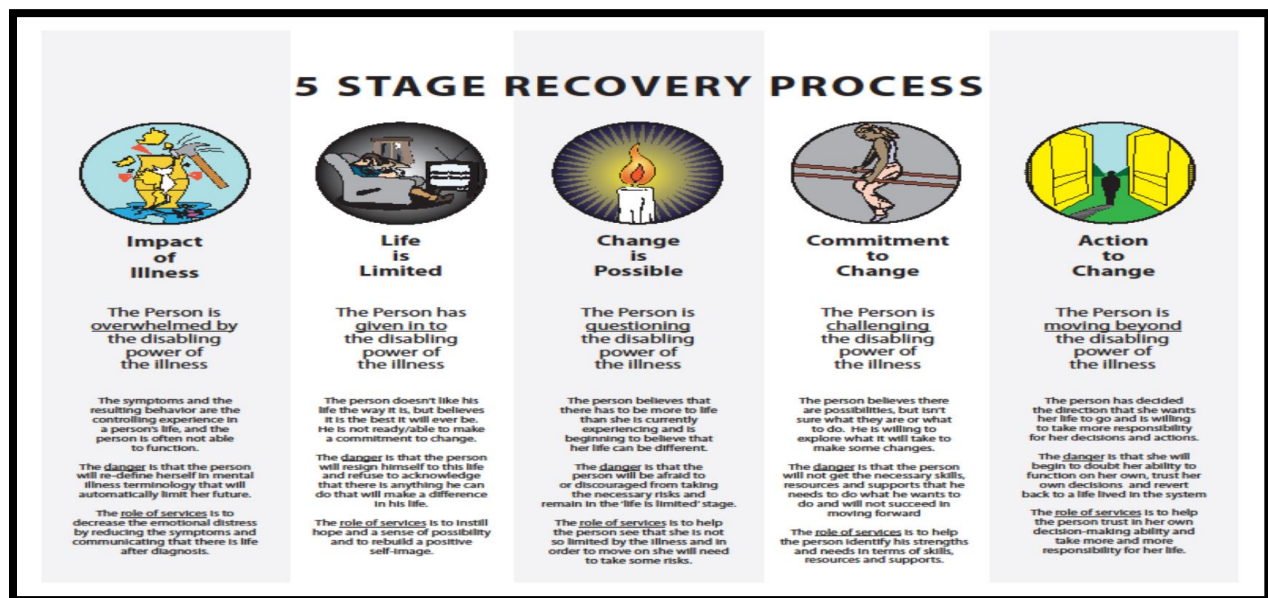 5 STAGE RECOVERY PROCESS
Impact
of
Illness
The Person is
overwhelmed by
the disabling
power of
the illness
The symptoms and the
resulting behavior are the
controlling experience in
a person's life, and the
person is often not able
to function.
The danger is that the person
will re-define herself in mental
illness terminology that will
automatically limit her future.
The role of services is to
decrease the emotional distress
by reducing the symptoms and
communicating that there is life
after diagnosis.
Life
is
Limited
The Person has
given in to
the disabling
power of
the illness
The person doesn't like his
life the way it is, but believes
it is the best it will ever be.
He is not ready/able to make
a commitment to change.
The danger is that the person
will resign himself to this life
and refuse to acknowledge
that there is anything he can
do that will make a difference
in his life.
The role of services is to instill
hope and a sense of possibility
and to rebuild a positive
self-image.
Change
is
Possible
The Person is
questioning
the disabling
power of
the illness
The person believes that
there has to be more to life
than she is currently
experiencing and is
beginning to believe that
her life can be different.
The danger is that the
person will be afraid to
or discouraged from taking
the necessary risks and
remain in the 'life is limited' stage.
The role of services is to help
the person see that she is not
so limited by the illness and in
order to move on she will need
to take some risks.
Commitment
to
Change
The Person is
challenging
the disabling
power of
the illness
The person believes there
are possibilities, but isn't
sure what they are or what
to do. He is willing to
explore what it will take to
make some changes.
The danger is that the person
will not get the necessary skills,
resources and supports that he
needs to do what he wants to
do and will not succeed in
moving forward
The role of services is to help
the person identify his strengths
and needs in terms of skills,
resources and supports.
Action
to
Change
The Person is
moving beyond
the disabling
power of
the illness
The person has decided
the direction that she wants
her life to go and is willing
to take more responsibility
for her decisions and actions.
The danger is that she will
begin to doubt her ability to
function on her own, trust her
own decisions and revert
back to a life lived in the system
The role of services is to help
the person trust in her own
decision-making ability and
take more and more
responsibility for her life.